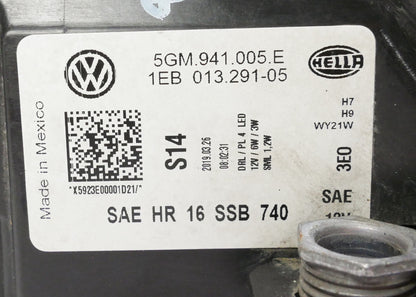 5GM.941.005.E
1EB 013.291-05
HELLA
H7
H9
WY21W
Made in Mexico
*X5923E00001D21/*
S14
2019.03.26
08:02:31
DRL / PL 4 LED
12V / 6W / 3W
SML 1,2W
3E0
SAE
12V
SAE HR 16 SSB 740